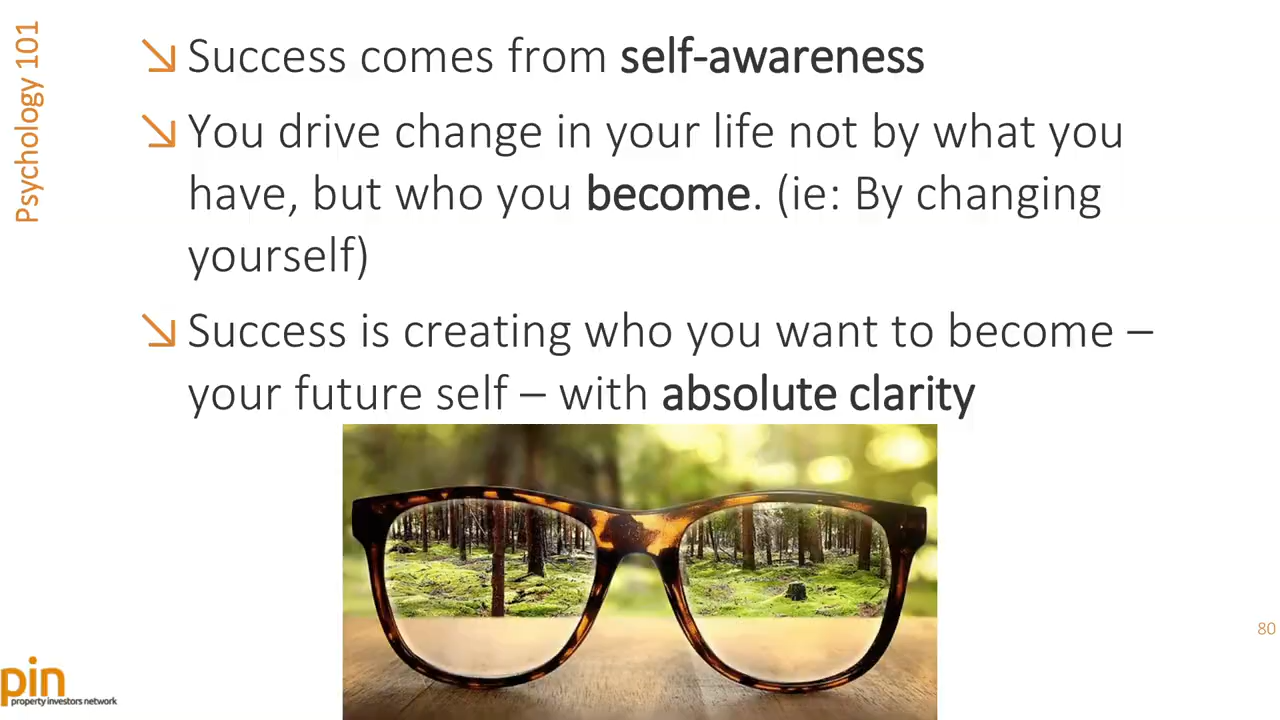 Psychology 101
↘ Success comes from self-awareness
↘ You drive change in your life not by what you
have, but who you become. (ie: By changing
yourself)
↘ Success is creating who you want to become –
your future self – with absolute clarity
80
pin
property investors network